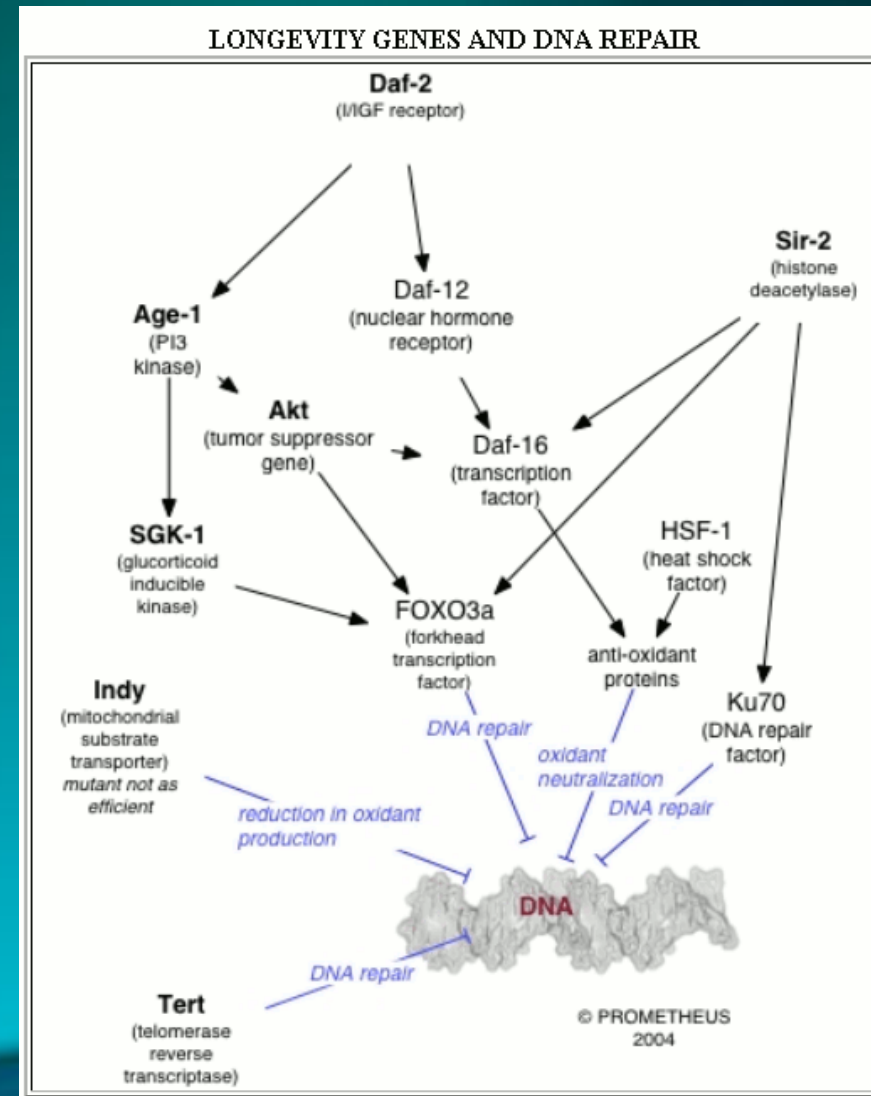 LONGEVITY GENES AND DNA REPAIR
Daf-2
(I/IGF receptor)
Sir-2
(histone
deacetylase)
Daf-12
(nuclear hormone
receptor)
Age-1
(PI3
kinase)
Akt
(tumor suppressor
gene)
Daf-16
(transcription
factor)
SGK-1
(glucorticoid
inducible
kinase)
HSF-1
(heat shock
factor)
FOXO3a
(forkhead
transcription
factor)
anti-oxidant
proteins
Indy
(mitochondrial
substrate
transporter)
mutant not as
efficient
Ku70
(DNA repair
factor)
DNA repair
oxidant
neutralization
DNA repair
reduction in oxidant
production
DNA
DNA repair
Tert
(telomerase
reverse
transcriptase)
© PROMETHEUS
2004